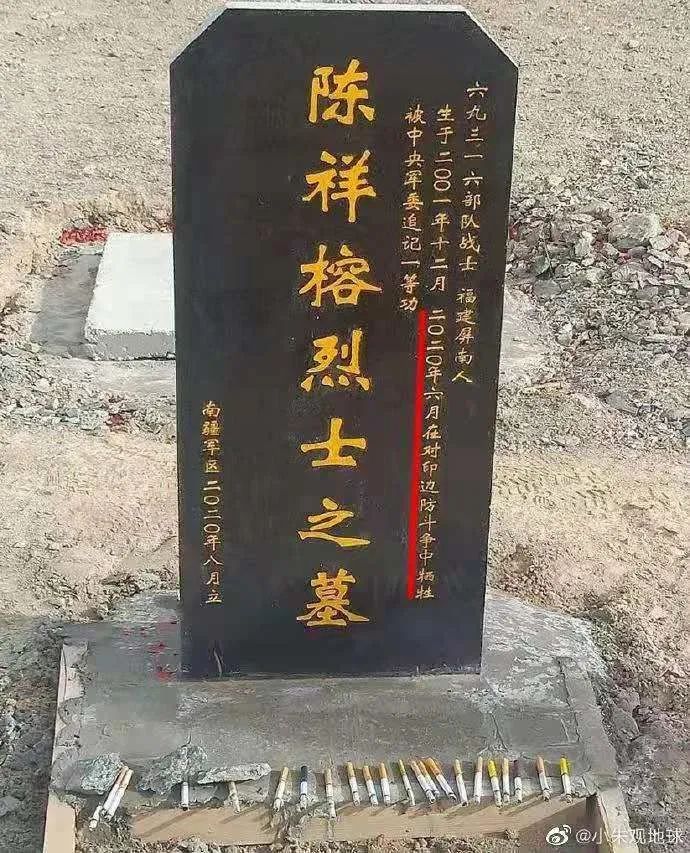 六九三一六部队战士 福建屏南人
生于二〇〇一年十二月 二〇二〇年六月在对印边防斗争中牺牲
被中央军委追记一等功
陈祥榕烈士之墓
南疆军区二〇二〇年八月立
@小朱观地球